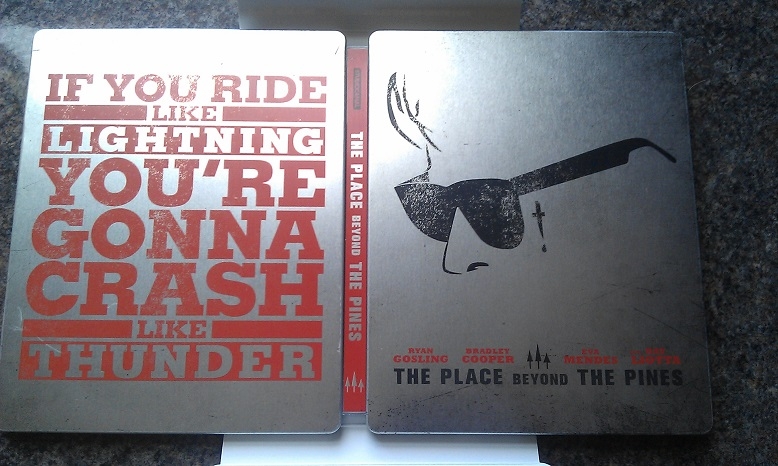 IF YOU RIDE
LIKE
LIGHTNING
YOU'RE
GONNA
CRASH
LIKE
THUNDER
THE PLACE BEYOND THE PINES
RYAN
GOSLING
BRADLEY
COOPER
EVA
MENDES
THE PLACE BEYOND THE PINES